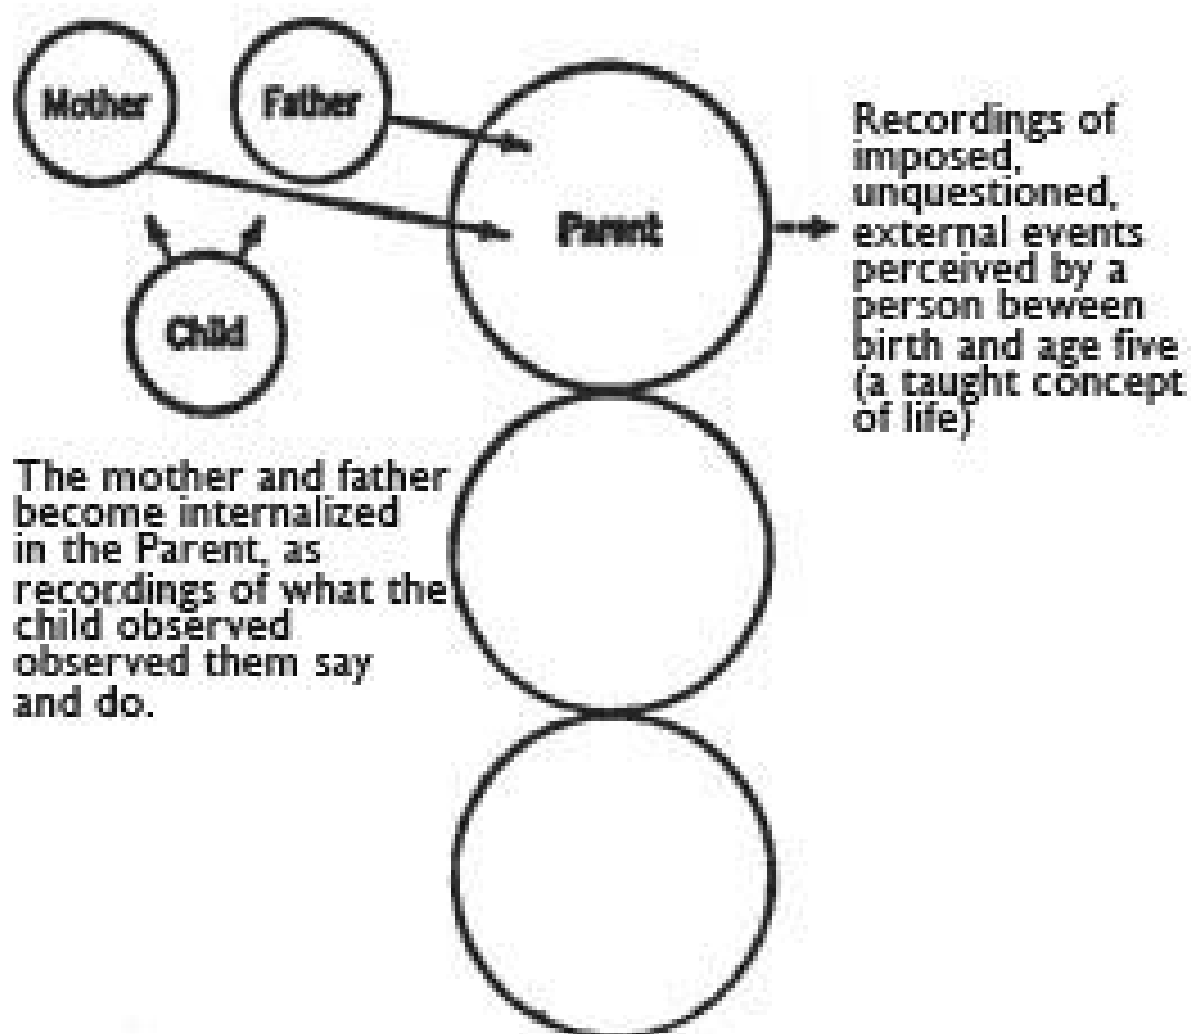 Mother
Father
Parent
Child
Recordings of
imposed,
unquestioned,
external events
perceived by a
person beween
birth and age five
(a taught concept
of life)
The mother and father
become internalized
in the Parent, as
recordings of what the
child observed
observed them say
and do.